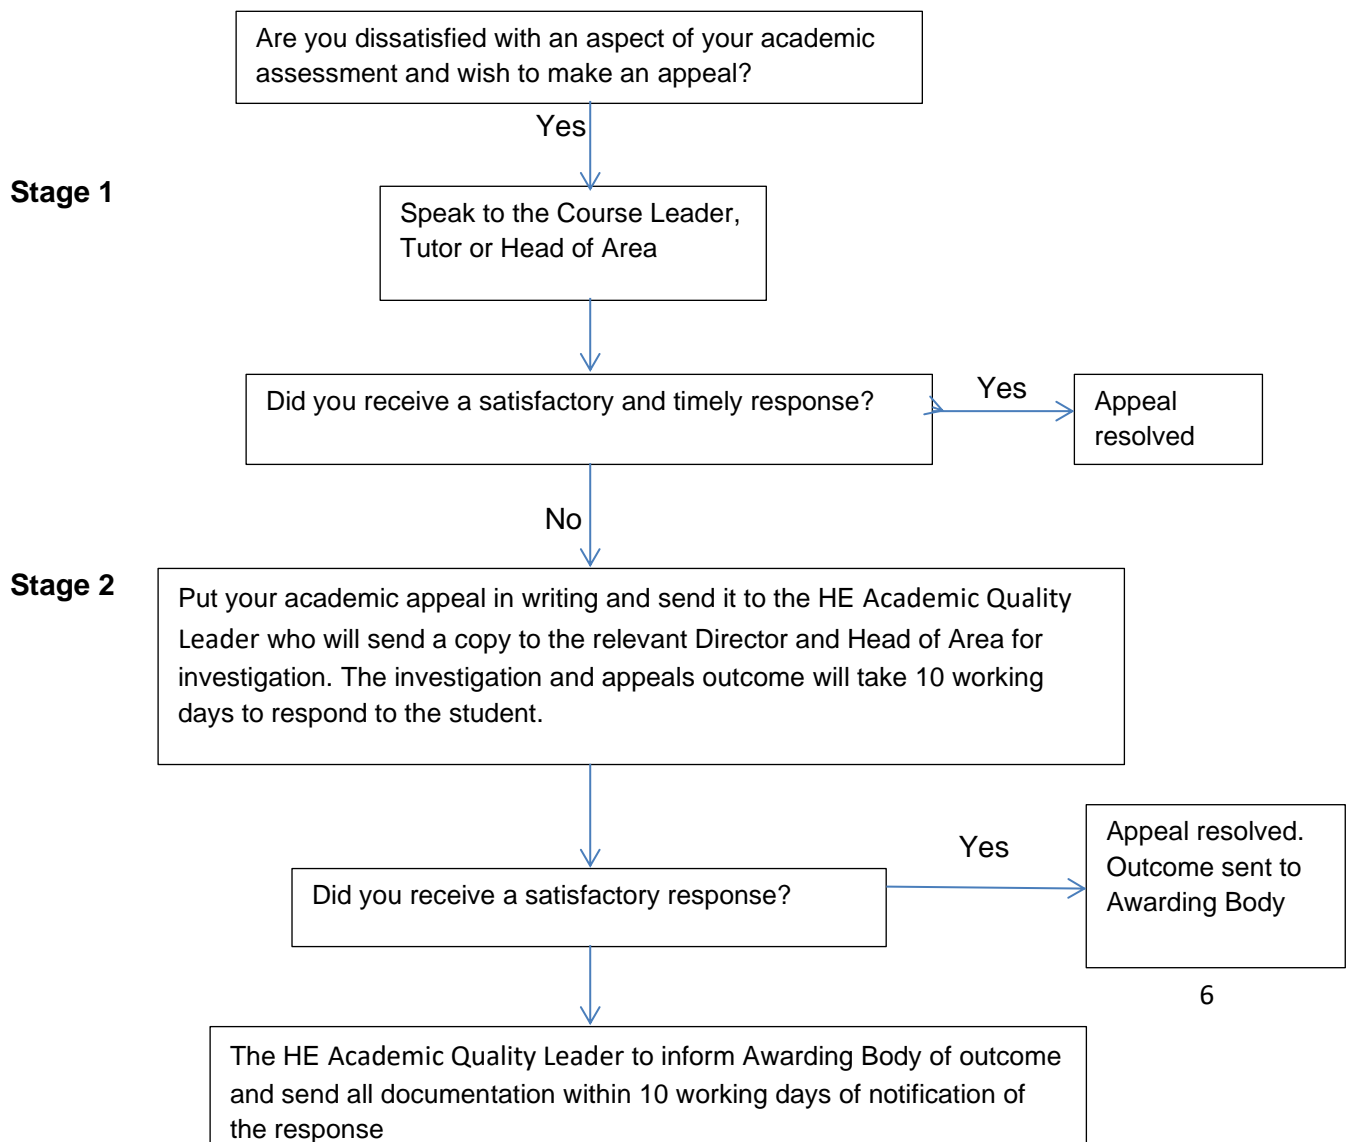 Are you dissatisfied with an aspect of your academic
assessment and wish to make an appeal?
Yes
Stage 1
Speak to the Course Leader,
Tutor or Head of Area
Did you receive a satisfactory and timely response?
Yes
Appeal
resolved
No
Stage 2
Put your academic appeal in writing and send it to the HE Academic Quality
Leader who will send a copy to the relevant Director and Head of Area for
investigation. The investigation and appeals outcome will take 10 working
days to respond to the student.
Did you receive a satisfactory response?
Yes
Appeal resolved.
Outcome sent to
Awarding Body
6
The HE Academic Quality Leader to inform Awarding Body of outcome
and send all documentation within 10 working days of notification of
the response